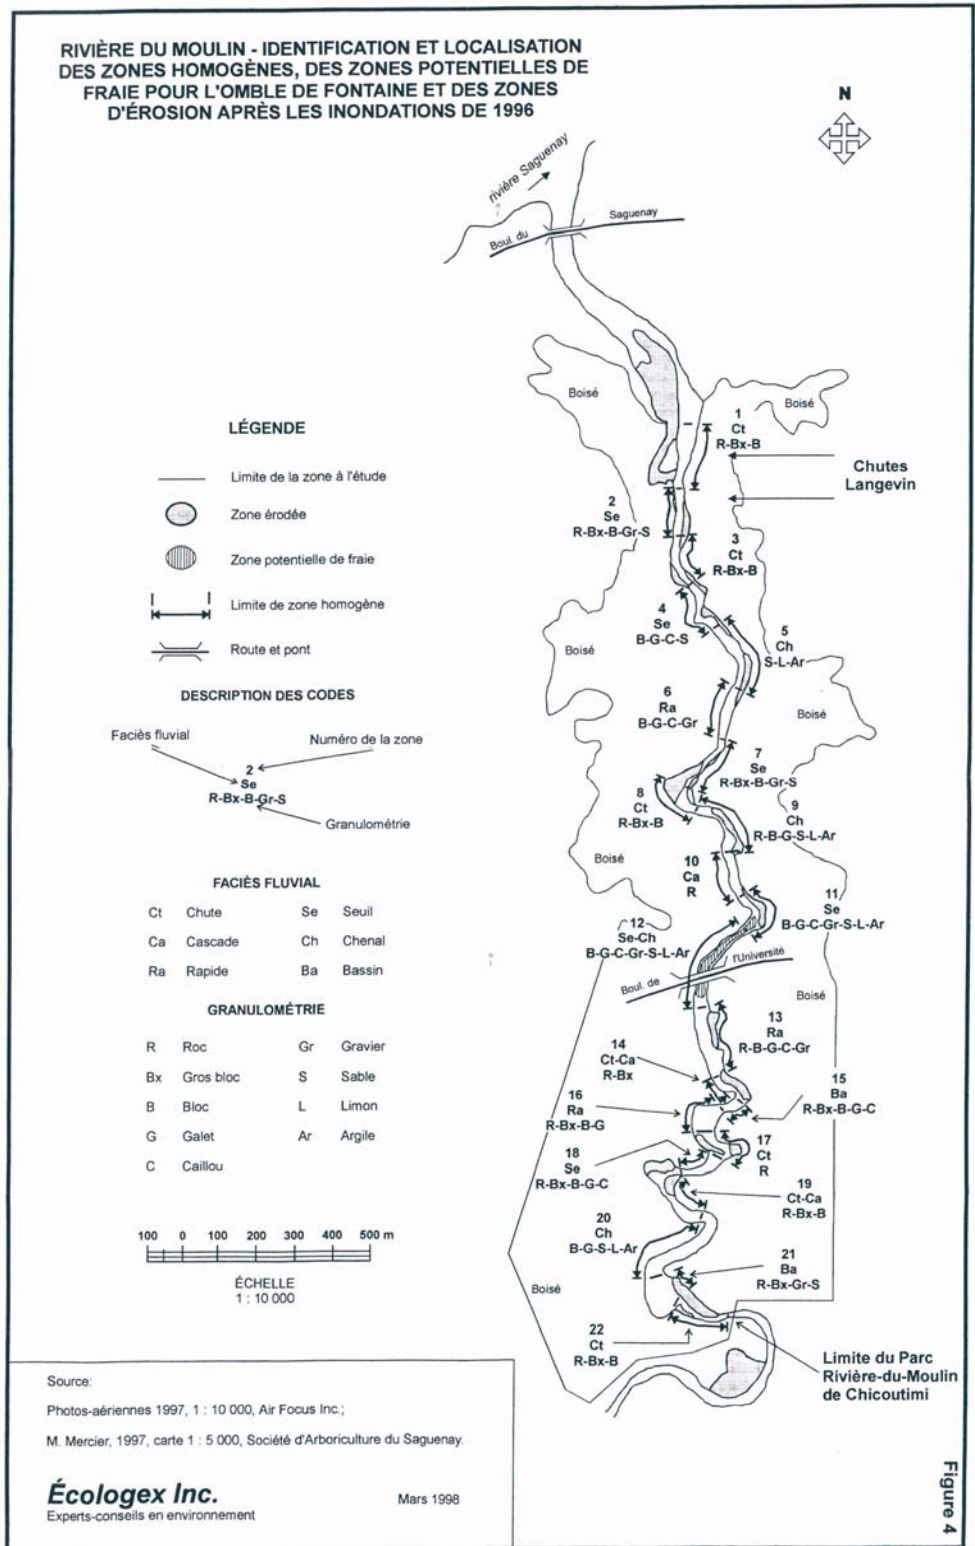 RIVIÈRE DU MOULIN - IDENTIFICATION ET LOCALISATION
DES ZONES HOMOGÈNES, DES ZONES POTENTIELLES DE
FRAIE POUR L'OMBLE DE FONTAINE ET DES ZONES
D'ÉROSION APRÈS LES INONDATIONS DE 1996
N
rivière Saguenay
Boul. du Saguenay
Boisé
Boisé
1
Ct
R-Bx-B
Chutes
Langevin
2
Se
R-Bx-B-Gr-S
3
Ct
R-Bx-B
4
Se
B-G-C-S
5
Ch
S-L-Ar
Boisé
6
Ra
B-G-C-Gr
Boisé
7
Se
R-Bx-B-Gr-S
8
Ct
R-Bx-B
9
Ch
R-B-G-S-L-Ar
Boisé
10
Ca
R
11
Se
B-G-C-Gr-S-L-Ar
12
Se-Ch
B-G-C-Gr-S-L-Ar
Boul. de l'Université
Boisé
13
Ra
R-B-G-C-Gr
14
Ct-Ca
R-Bx
15
Ba
R-Bx-B-G-C
16
Ra
R-Bx-B-G
17
Ct
R
18
Se
R-Bx-B-G-C
19
Ct-Ca
R-Bx-B
20
Ch
B-G-S-L-Ar
21
Ba
R-Bx-Gr-S
Boisé
22
Ct
R-Bx-B
Limite du Parc
Rivière-du-Moulin
de Chicoutimi
LÉGENDE
Limite de la zone à l'étude
Zone érodée
Zone potentielle de fraie
Limite de zone homogène
Route et pont
DESCRIPTION DES CODES
Faciès fluvial
Numéro de la zone
2
Se
R-Bx-B-Gr-S
Granulométrie
FACIÈS FLUVIAL
Ct Chute Se Seuil
Ca Cascade Ch Chenal
Ra Rapide Ba Bassin
GRANULOMÉTRIE
R Roc Gr Gravier
Bx Gros bloc S Sable
B Bloc L Limon
G Galet Ar Argile
C Caillou
100 0 100 200 300 400 500 m
ÉCHELLE
1 : 10 000
Source:
Photos-aériennes 1997, 1 : 10 000, Air Focus Inc.;
M. Mercier, 1997, carte 1 : 5 000, Société d'Arboriculture du Saguenay.
Écologex Inc.
Experts-conseils en environnement
Mars 1998
Figure 4